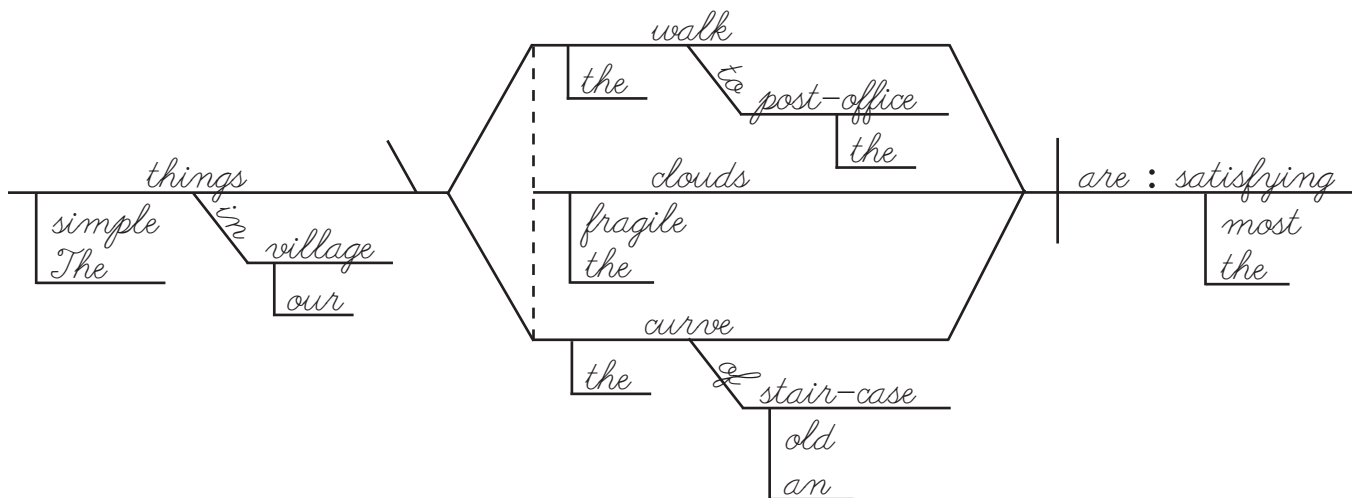 walk
the
to
post-office
the
things
simple
The
in
village
our
clouds
fragile
the
are : satisfying
most
the
curve
the
of
stair-case
old
an